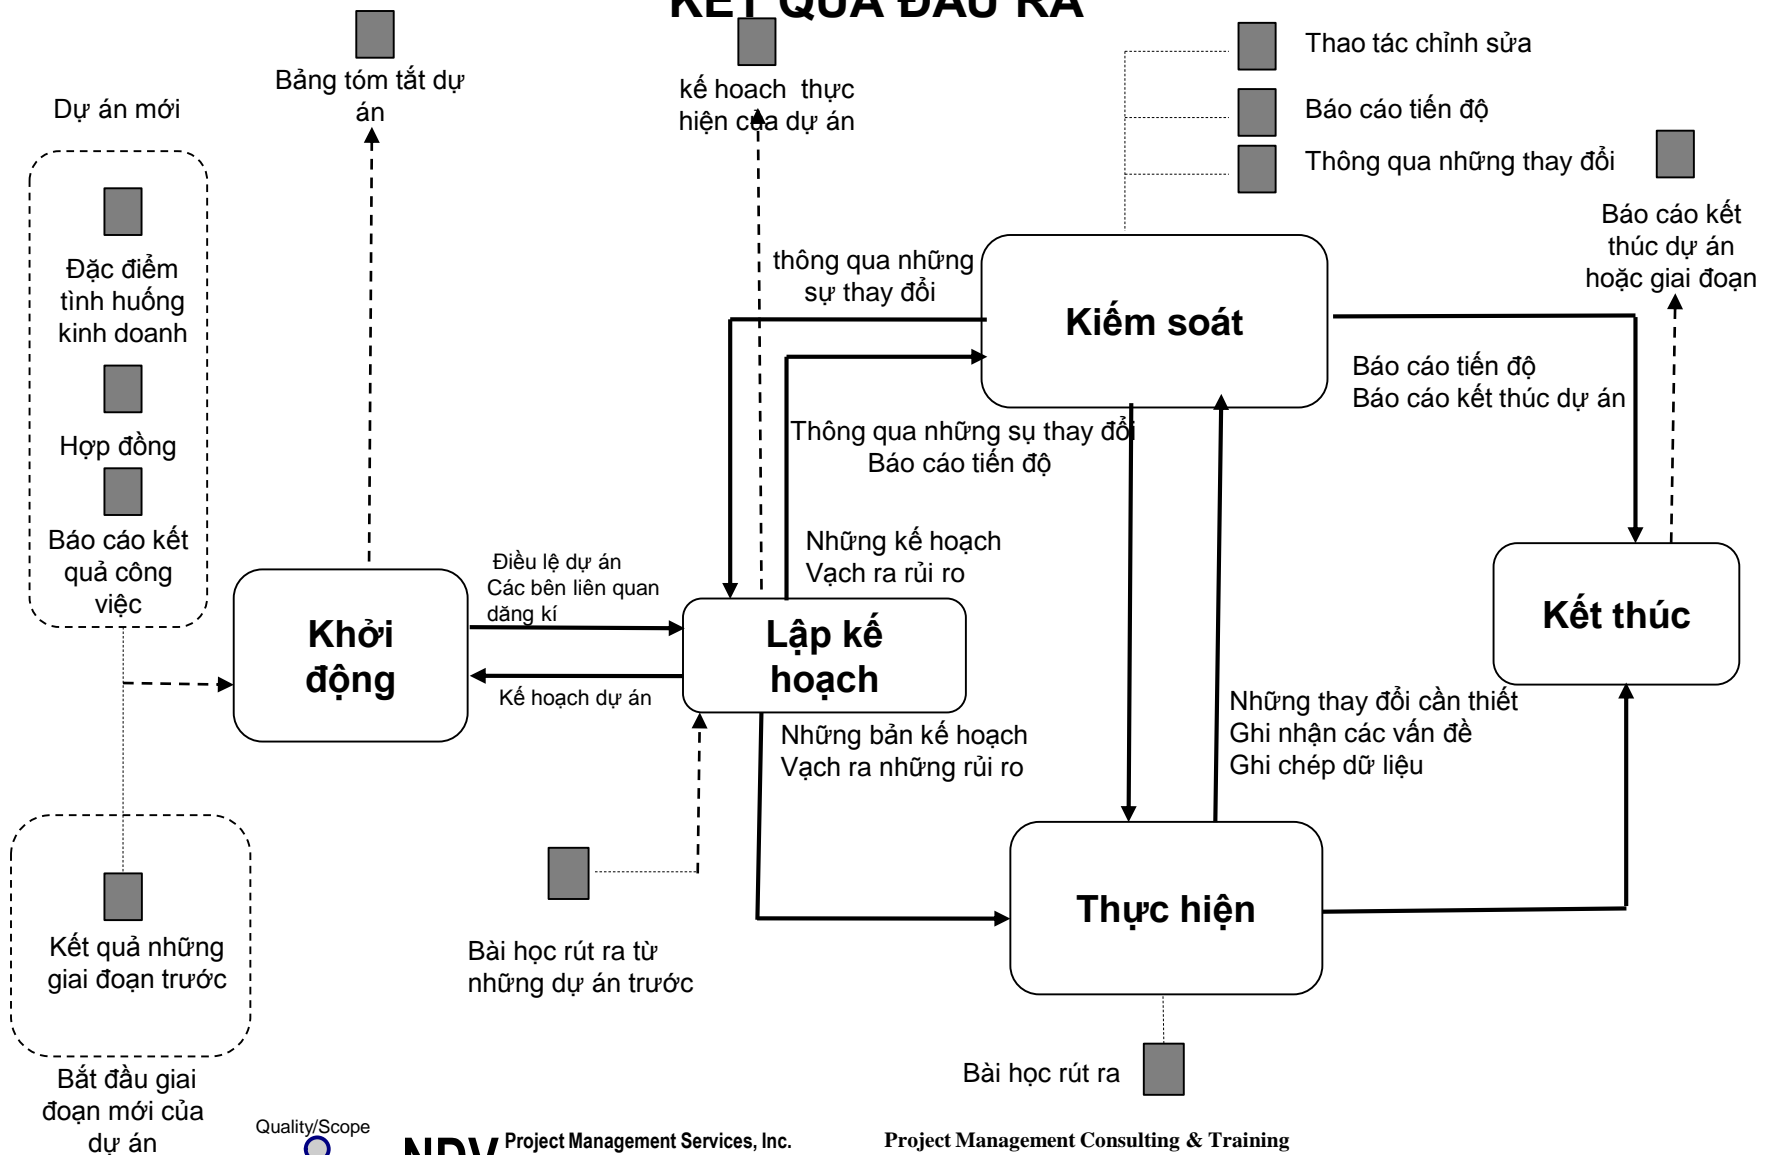 KẾT QUẢ ĐẦU RA
Bảng tóm tắt dự
án
kế hoach thực
hiện của dự án
Thao tác chỉnh sửa
Báo cáo tiến độ
Thông qua những thay đổi
Báo cáo kết
thúc dự án
hoặc giai đoạn
Dự án mới
Đặc điểm
tình huống
kinh doanh
Hợp đồng
Báo cáo kết
quả công
việc
thông qua những
sự thay đổi
Kiếm soát
Báo cáo tiến độ
Báo cáo kết thúc dự án
Thông qua những sụ thay đổi
Báo cáo tiến độ
Những kế hoạch
Vạch ra rủi ro
Điều lệ dự án
Các bên liên quan
dăng kí
Khởi
động
Lập kế
hoạch
Kết thúc
Kế hoạch dự án
Những bản kế hoạch
Vạch ra những rủi ro
Những thay đổi cần thiết
Ghi nhận các vấn đề
Ghi chép dữ liệu
Thực hiện
Bài học rút ra từ
những dự án trước
Kết quả những
giai đoạn trước
Bài học rút ra
Bắt đầu giai
đoạn mới của
dự án
Quality/Scope
NDV
Project Management Services, Inc.
Project Management Consulting & Training